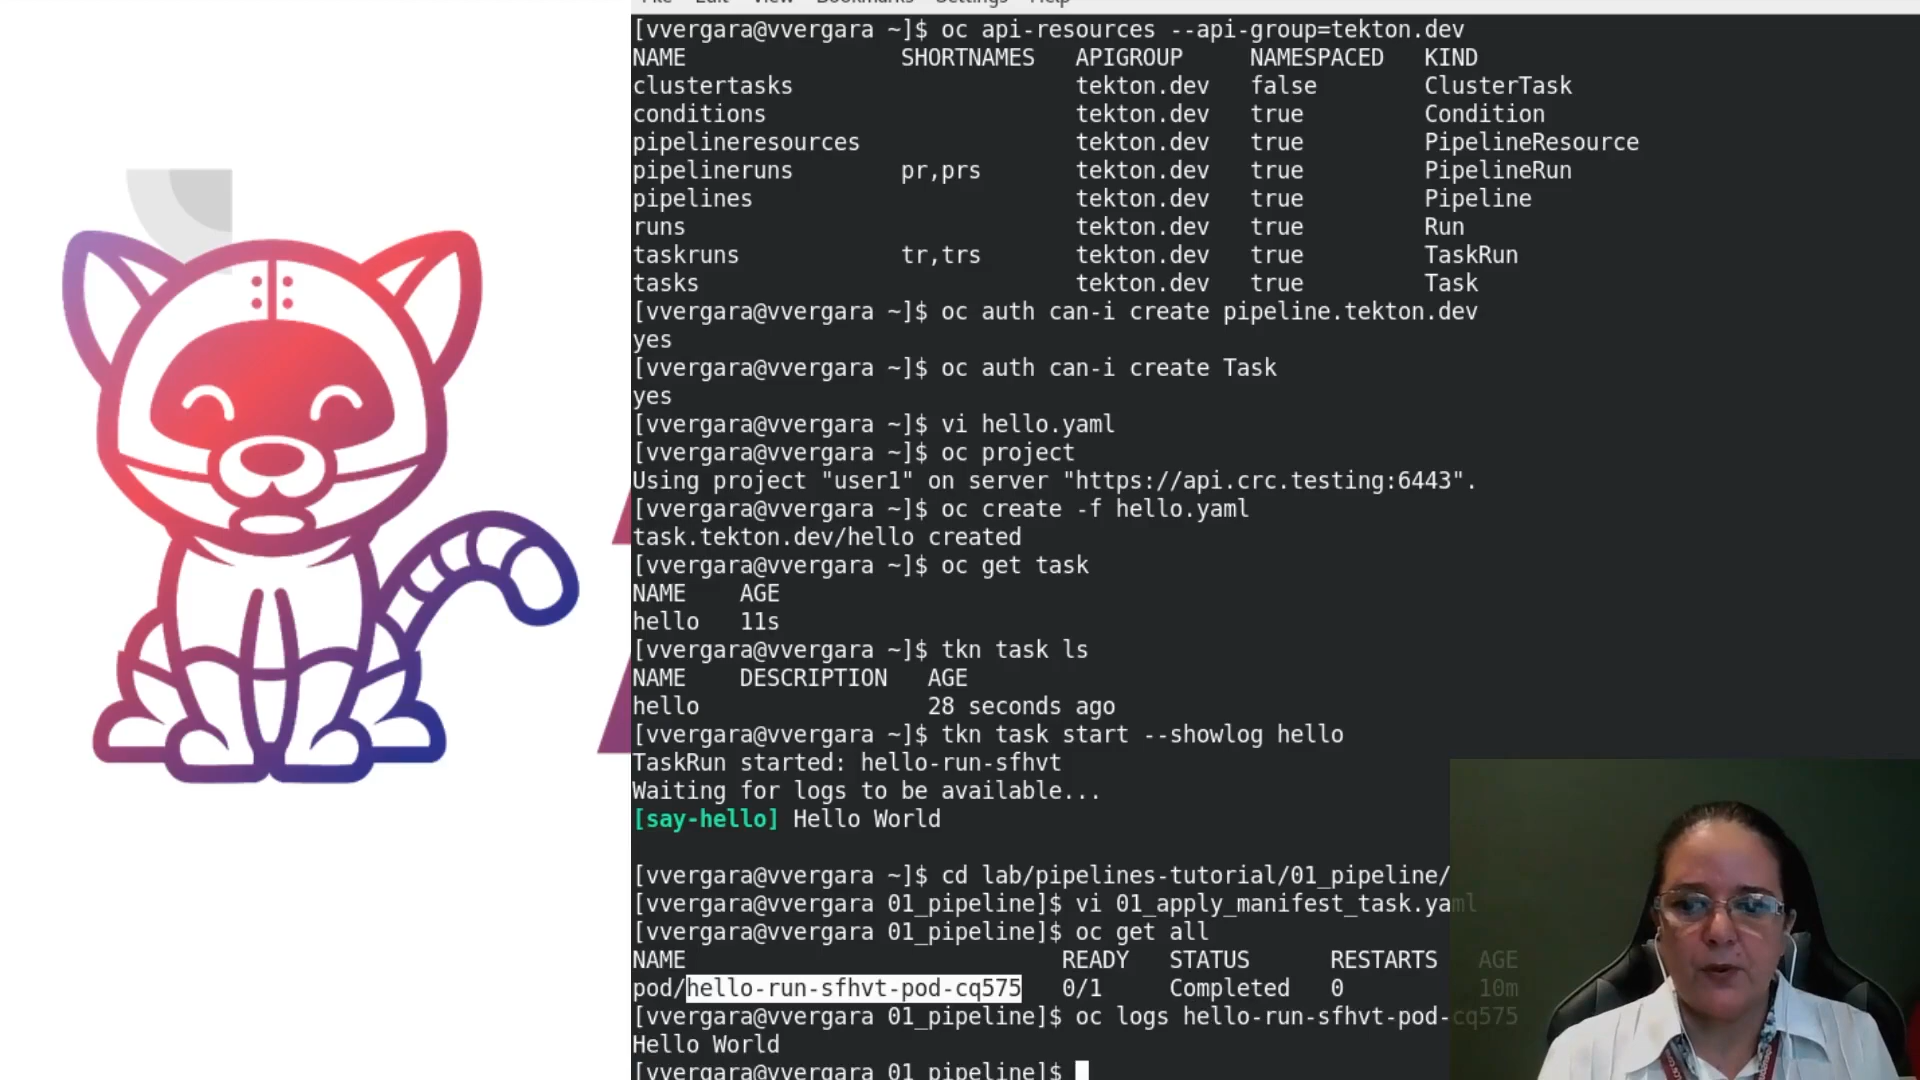 File Edit View Bookmarks Settings Help
[vvergara@vvergara ~]$ oc api-resources --api-group=tekton.dev
NAME SHORTNAMES APIGROUP NAMESPACED KIND
clustertasks tekton.dev false ClusterTask
conditions tekton.dev true Condition
pipelineresources tekton.dev true PipelineResource
pipelineruns pr,prs tekton.dev true PipelineRun
pipelines tekton.dev true Pipeline
runs tekton.dev true Run
taskruns tr,trs tekton.dev true TaskRun
tasks tekton.dev true Task
[vvergara@vvergara ~]$ oc auth can-i create pipeline.tekton.dev
yes
[vvergara@vvergara ~]$ oc auth can-i create Task
yes
[vvergara@vvergara ~]$ vi hello.yaml
[vvergara@vvergara ~]$ oc project
Using project "user1" on server "https://api.crc.testing:6443".
[vvergara@vvergara ~]$ oc create -f hello.yaml
task.tekton.dev/hello created
[vvergara@vvergara ~]$ oc get task
NAME AGE
hello 11s
[vvergara@vvergara ~]$ tkn task ls
NAME DESCRIPTION AGE
hello 28 seconds ago
[vvergara@vvergara ~]$ tkn task start --showlog hello
TaskRun started: hello-run-sfhvt
Waiting for logs to be available...
[say-hello] Hello World
[vvergara@vvergara ~]$ cd lab/pipelines-tutorial/01_pipeline/
[vvergara@vvergara 01_pipeline]$ vi 01_apply_manifest_task.yaml
[vvergara@vvergara 01_pipeline]$ oc get all
NAME READY STATUS RESTARTS AGE
pod/hello-run-sfhvt-pod-cq575 0/1 Completed 0 10m
[vvergara@vvergara 01_pipeline]$ oc logs hello-run-sfhvt-pod-cq575
Hello World
[vvergara@vvergara 01_pipeline]$